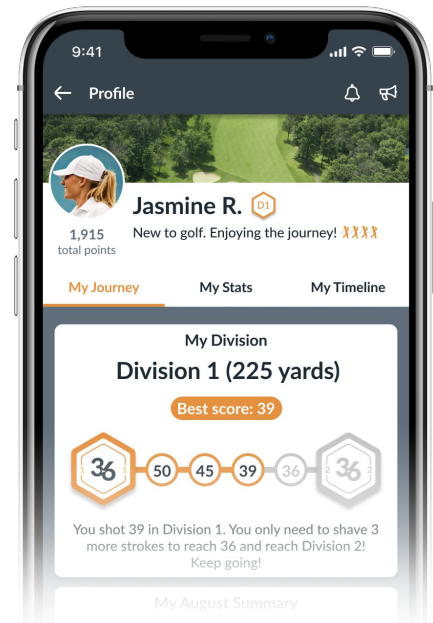 9:41
Profile
Jasmine R. D1
1,915
total points
New to golf. Enjoying the journey!
My Journey My Stats My Timeline
My Division
Division 1 (225 yards)
Best score: 39
1 36 1 50 45 39 36 2 36 2
You shot 39 in Division 1. You only need to shave 3
more strokes to reach 36 and reach Division 2!
Keep going!
My August Summary